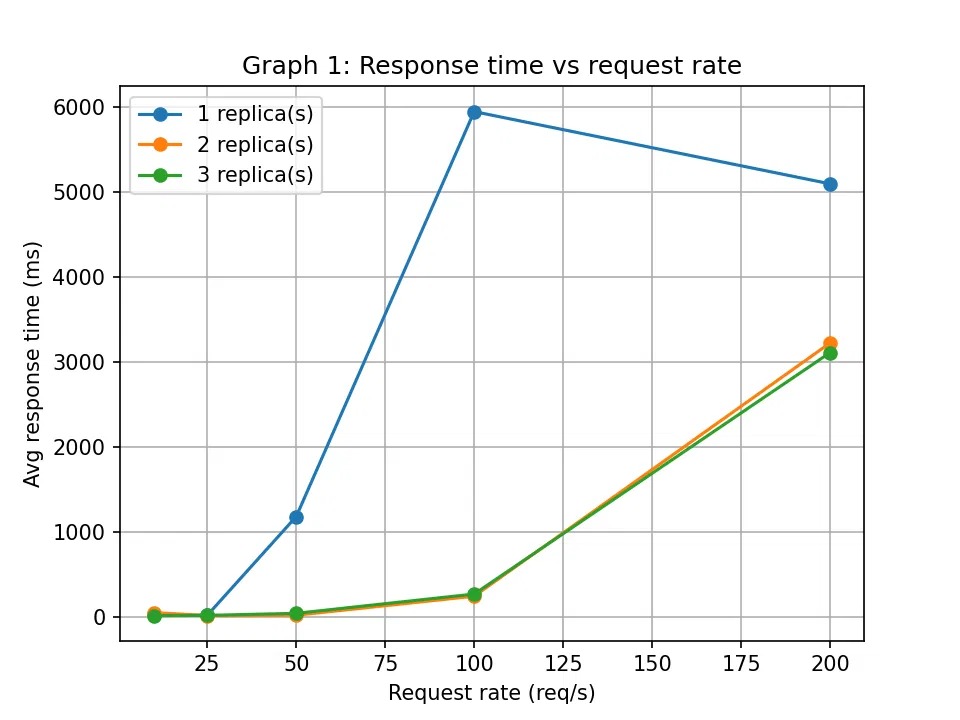 Graph 1: Response time vs request rate
1 replica(s)
2 replica(s)
3 replica(s)
Avg response time (ms)
6000
5000
4000
3000
2000
1000
0
25 50 75 100 125 150 175 200
Request rate (req/s)